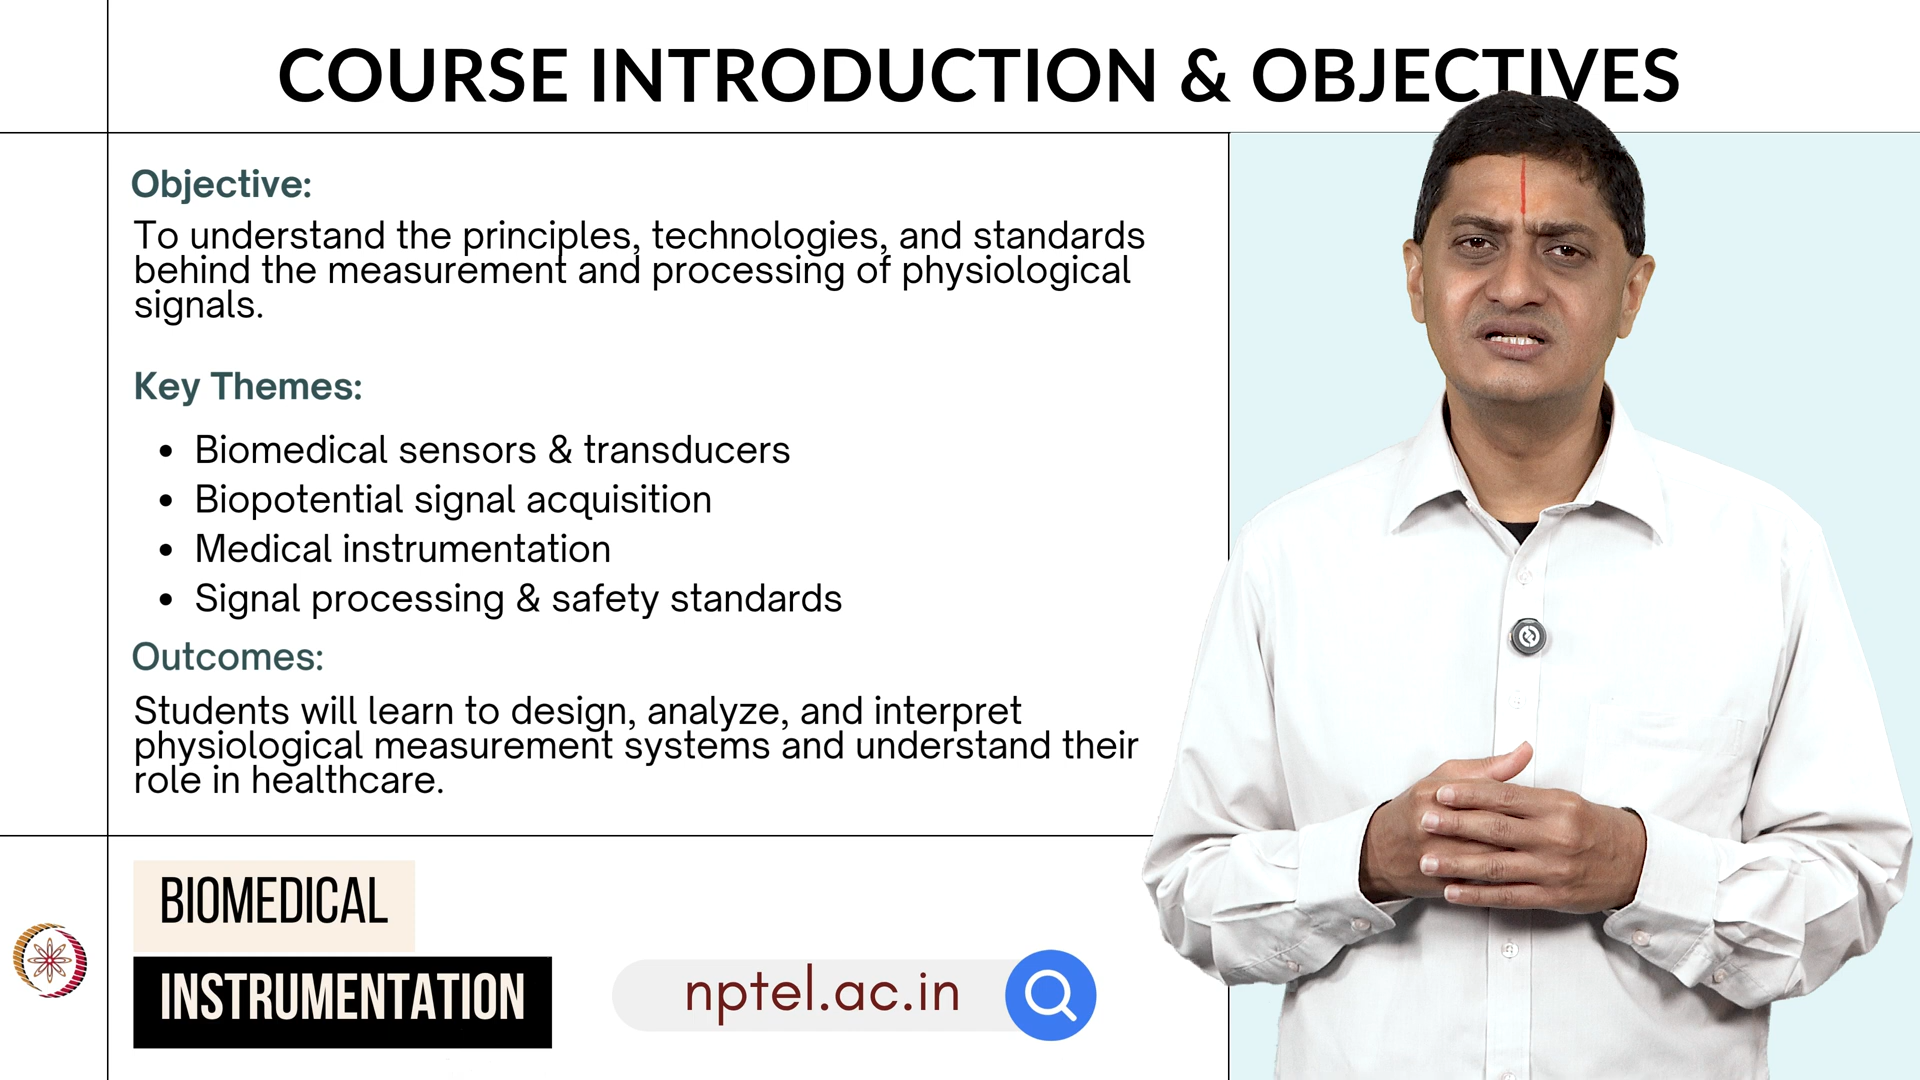 COURSE INTRODUCTION & OBJECTIVES
Objective:
To understand the principles, technologies, and standards
behind the measurement and processing of physiological
signals.
Key Themes:
• Biomedical sensors & transducers
• Biopotential signal acquisition
• Medical instrumentation
• Signal processing & safety standards
Outcomes:
Students will learn to design, analyze, and interpret
physiological measurement systems and understand their
role in healthcare.
BIOMEDICAL
INSTRUMENTATION
nptel.ac.in